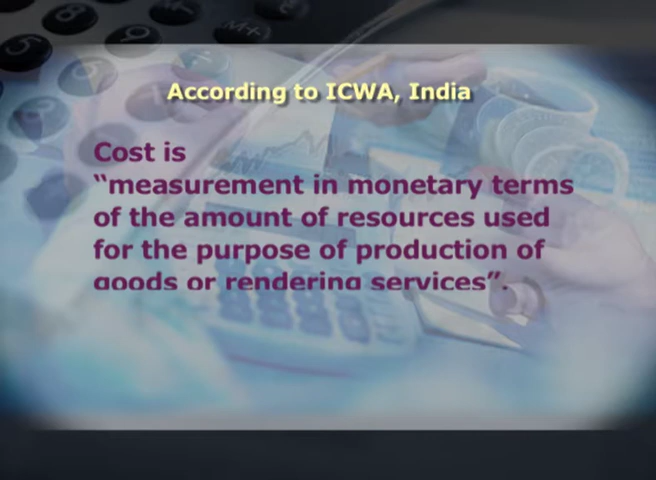 According to ICWA, India
Cost is
“measurement in monetary terms
of the amount of resources used
for the purpose of production of
goods or rendering services”.